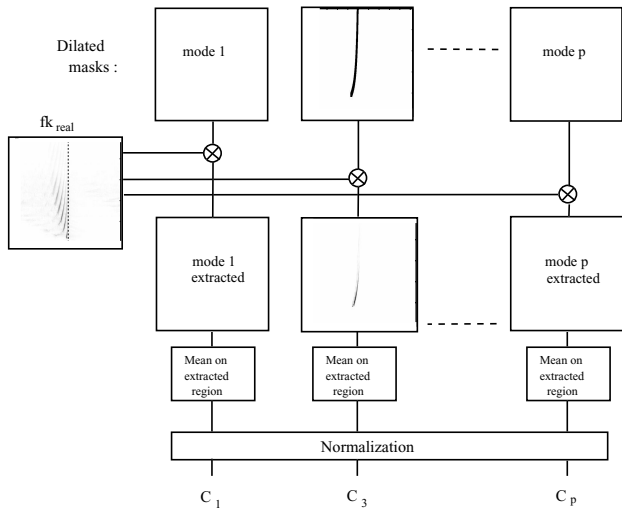 Dilated
masks :
mode 1
mode p
fk real
mode 1
extracted
mode p
extracted
Mean on
extracted
region
Mean on
extracted
region
Mean on
extracted
region
Normalization
C 1
C 3
C p